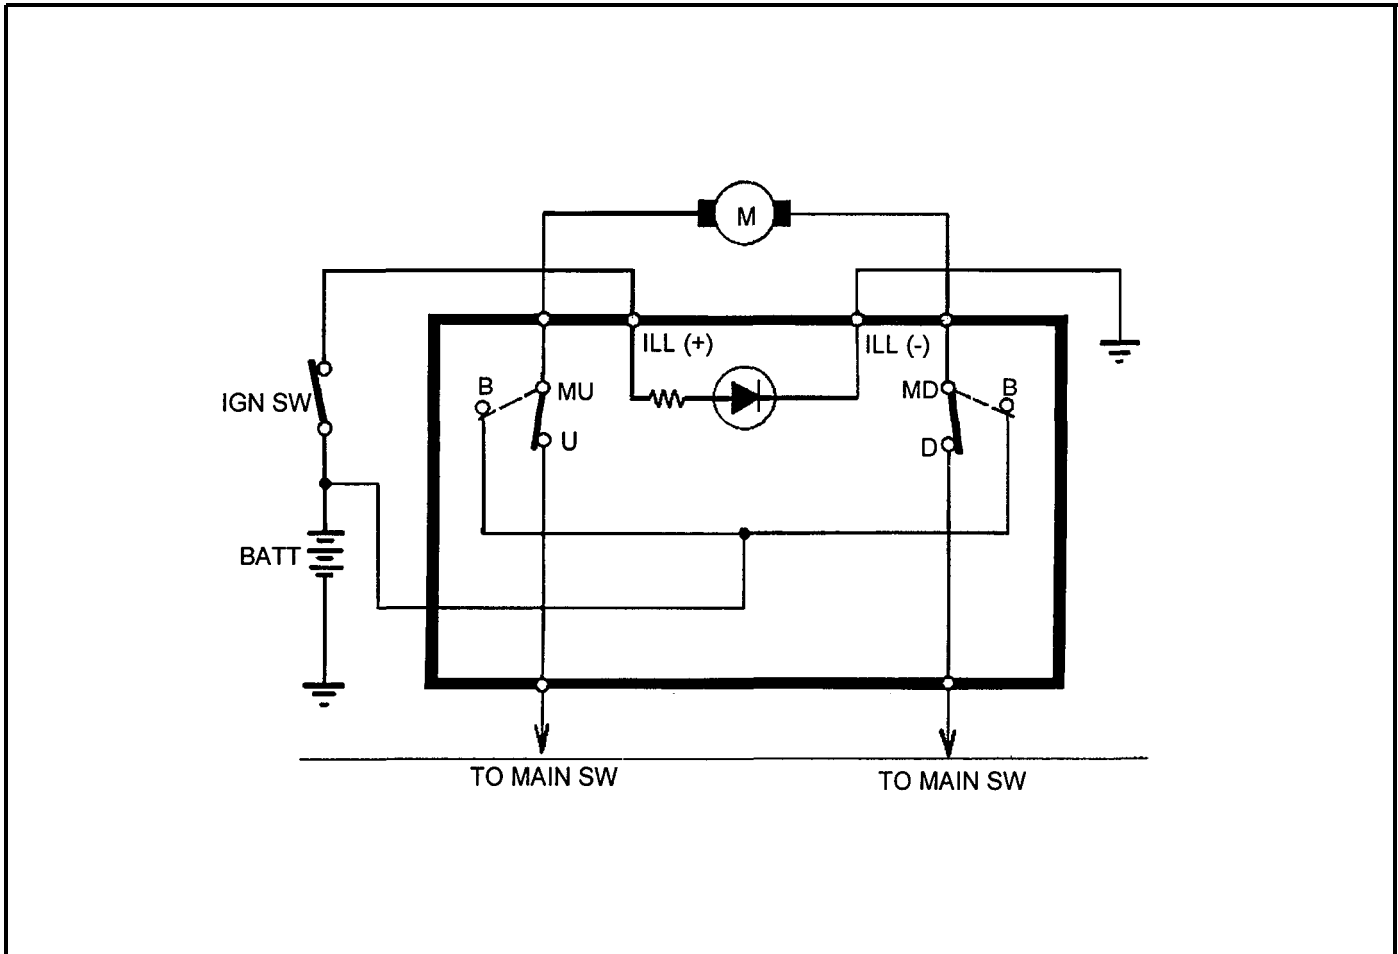 M
ILL (+)
ILL (-)
IGN SW
B
MU
MD
B
U
D
BATT
TO MAIN SW
TO MAIN SW